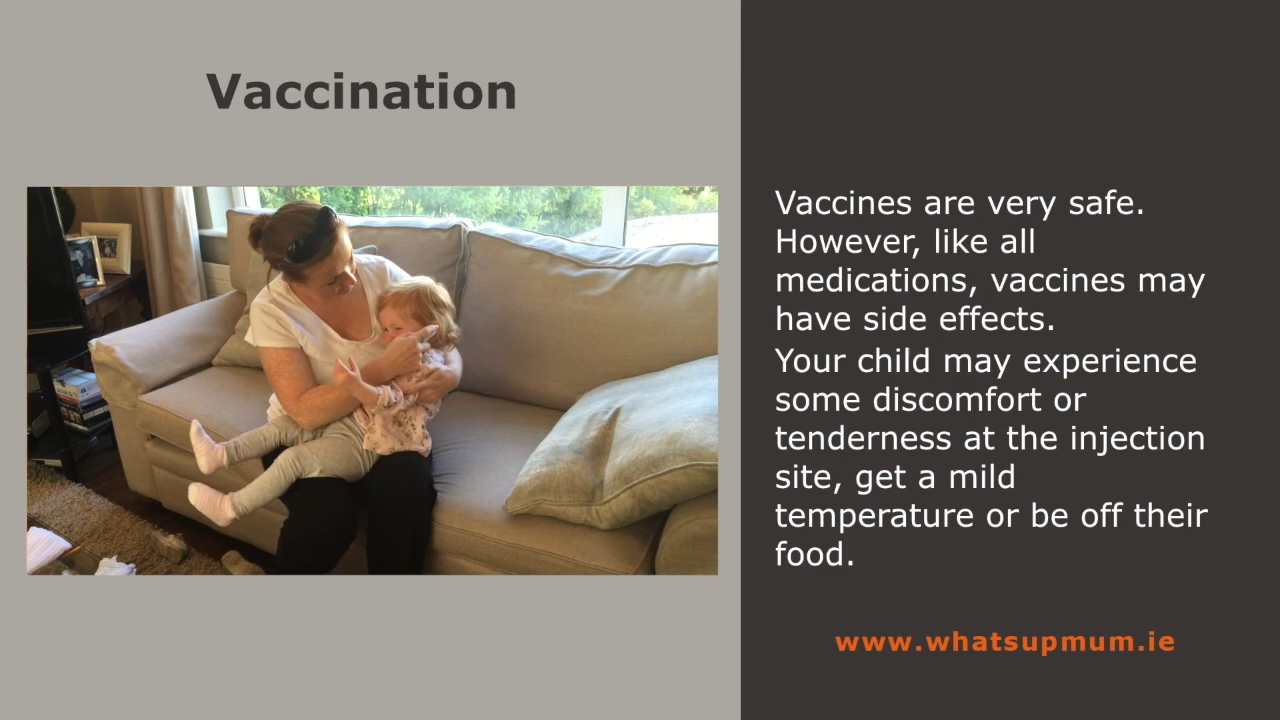 Vaccination
Vaccines are very safe.
However, like all
medications, vaccines may
have side effects.
Your child may experience
some discomfort or
tenderness at the injection
site, get a mild
temperature or be off their
food.
www.whatsupmum.ie